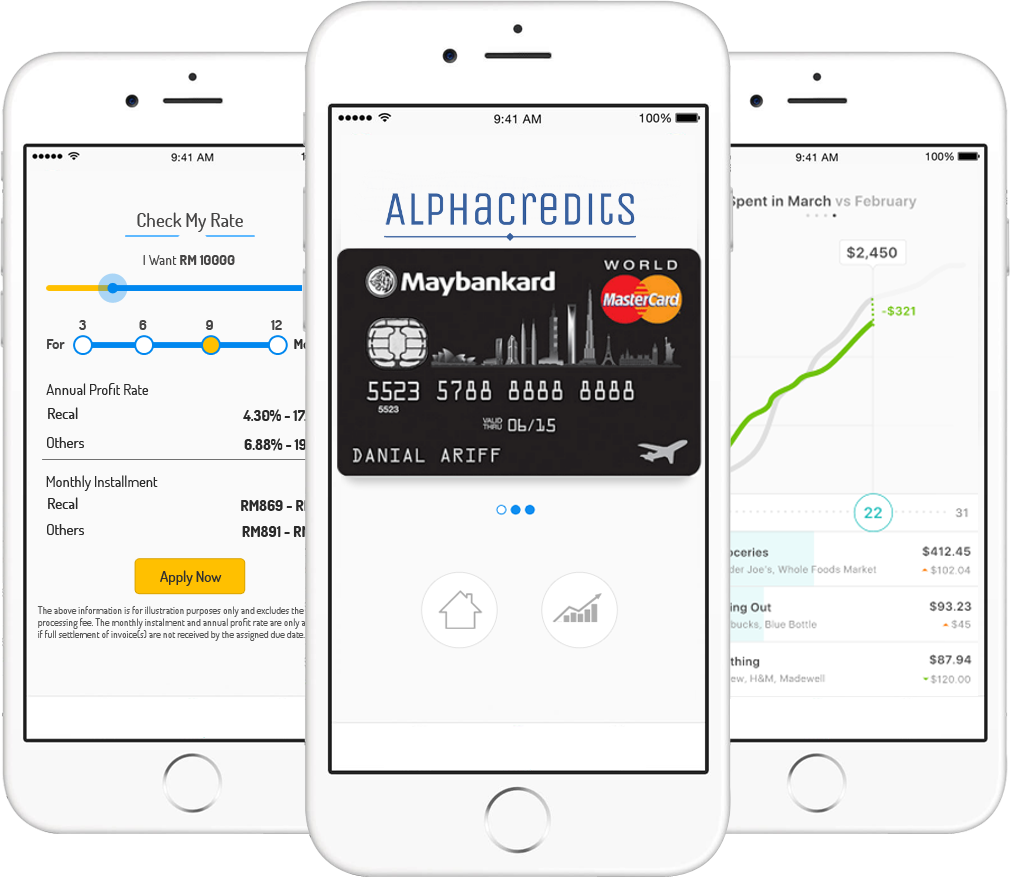 9:41 AM
Check My Rate
I Want RM 10000
3 6 9 12
For
Annual Profit Rate
Recal 4.30% - 17.
Others 6.88% - 19
Monthly Installment
Recal RM869 - R
Others RM891 - R
Apply Now
The above information is for illustration purposes only and excludes the
processing fee. The monthly instalment and annual profit rate are only a
if full settlement of invoice(s) are not received by the assigned due date.
9:41 AM 100%
ALPHACREDITS
Maybankard
WORLD
MasterCard
5523 5788 8888 8888
5523
VALID
THRU 06/15
DANIAL ARIFF
9:41 AM 100%
Spent in March vs February
$2,450
-$321
22 31
oceries $412.45
der Joe's, Whole Foods Market $102.04
ing Out $93.23
bucks, Blue Bottle $45
thing $87.94
ew, H&M, Madewell $120.00